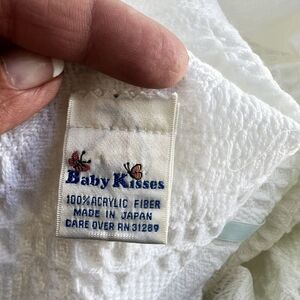 Baby Kisses
100% ACRYLIC FIBER
MADE IN JAPAN
CARE OVER RN 31289